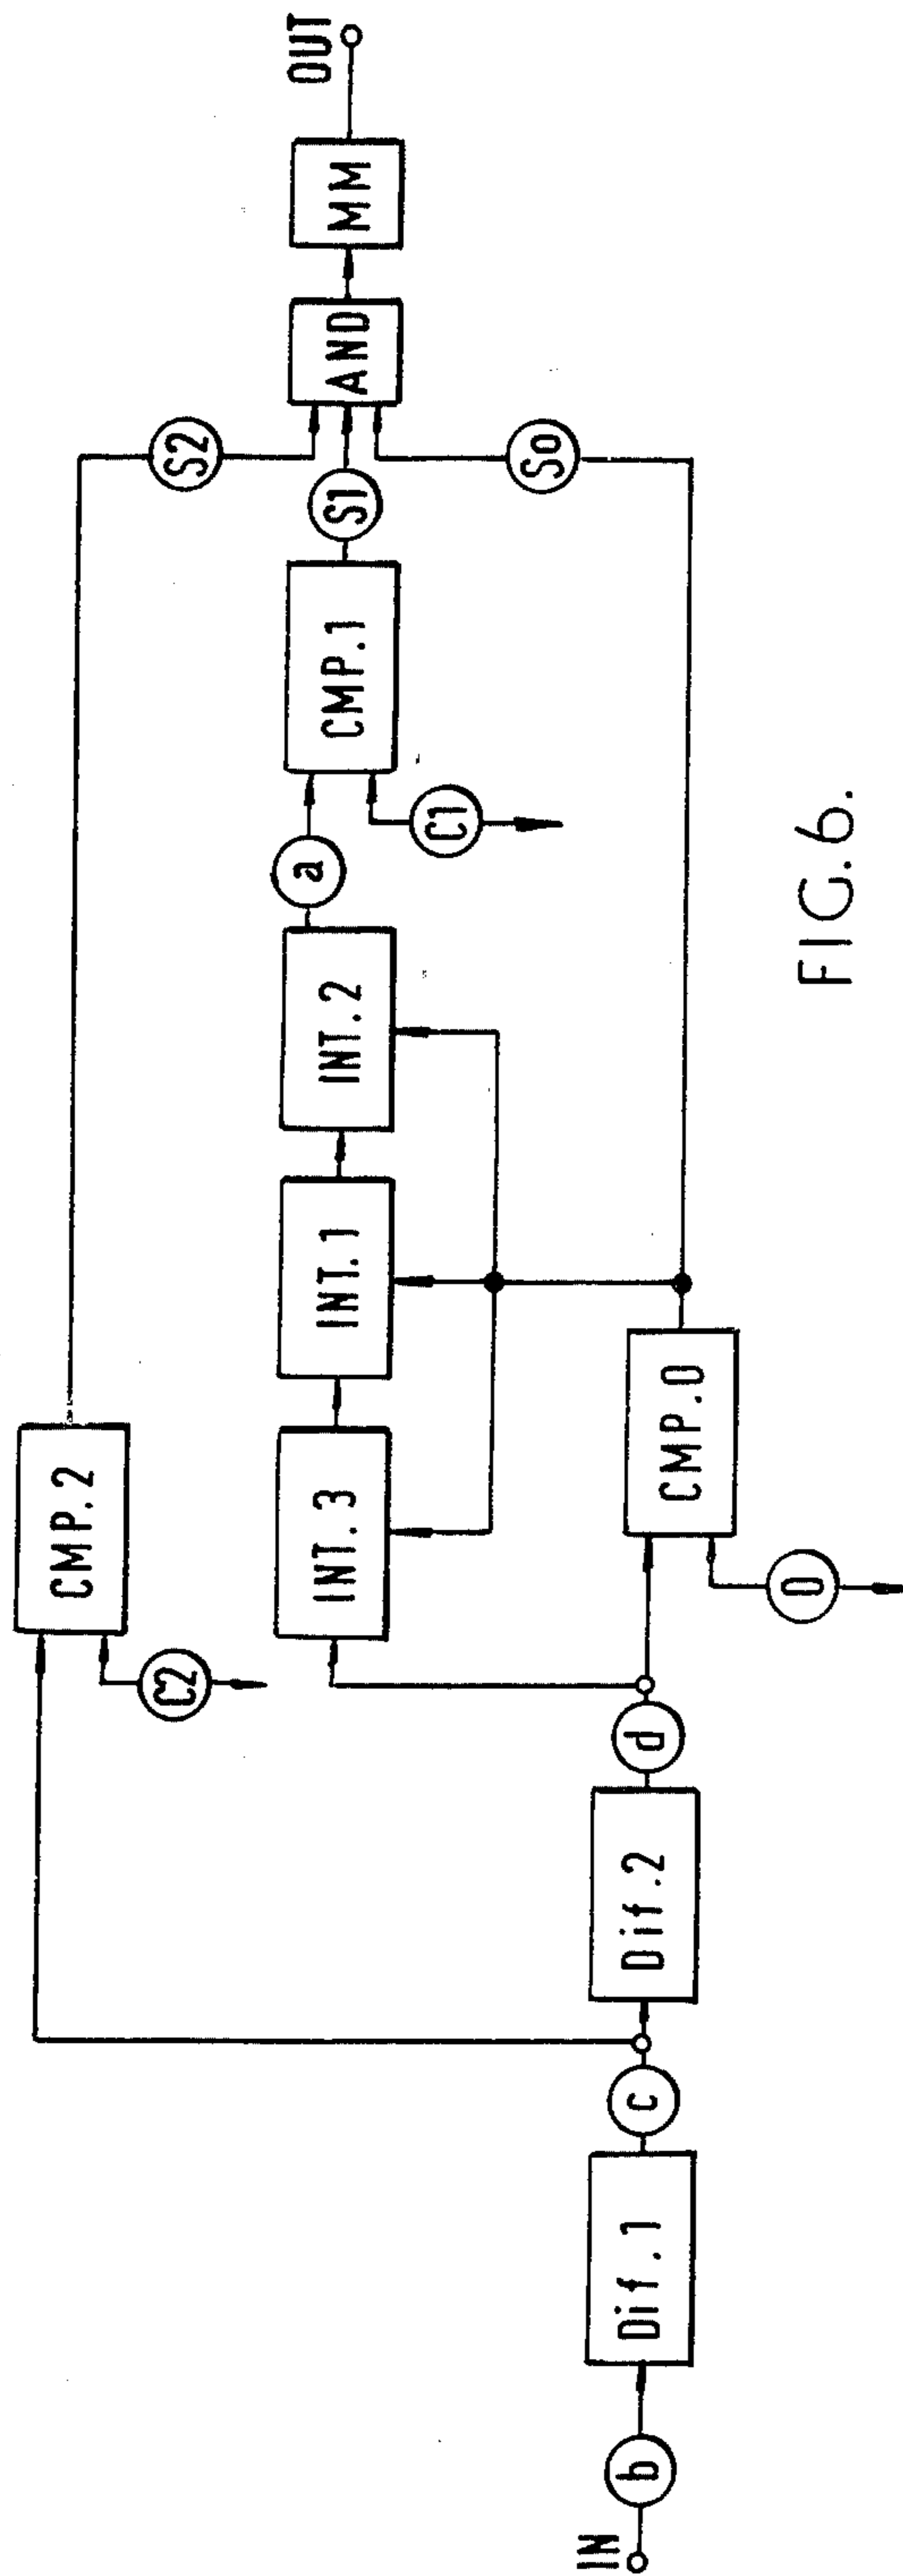 IN
b
Dif.1
c
Dif.2
d
C2
CMP.2
INT.3
INT.1
INT.2
a
C1
CMP.1
0
CMP.0
S2
S1
So
AND
MM
OUT
FIG.6.